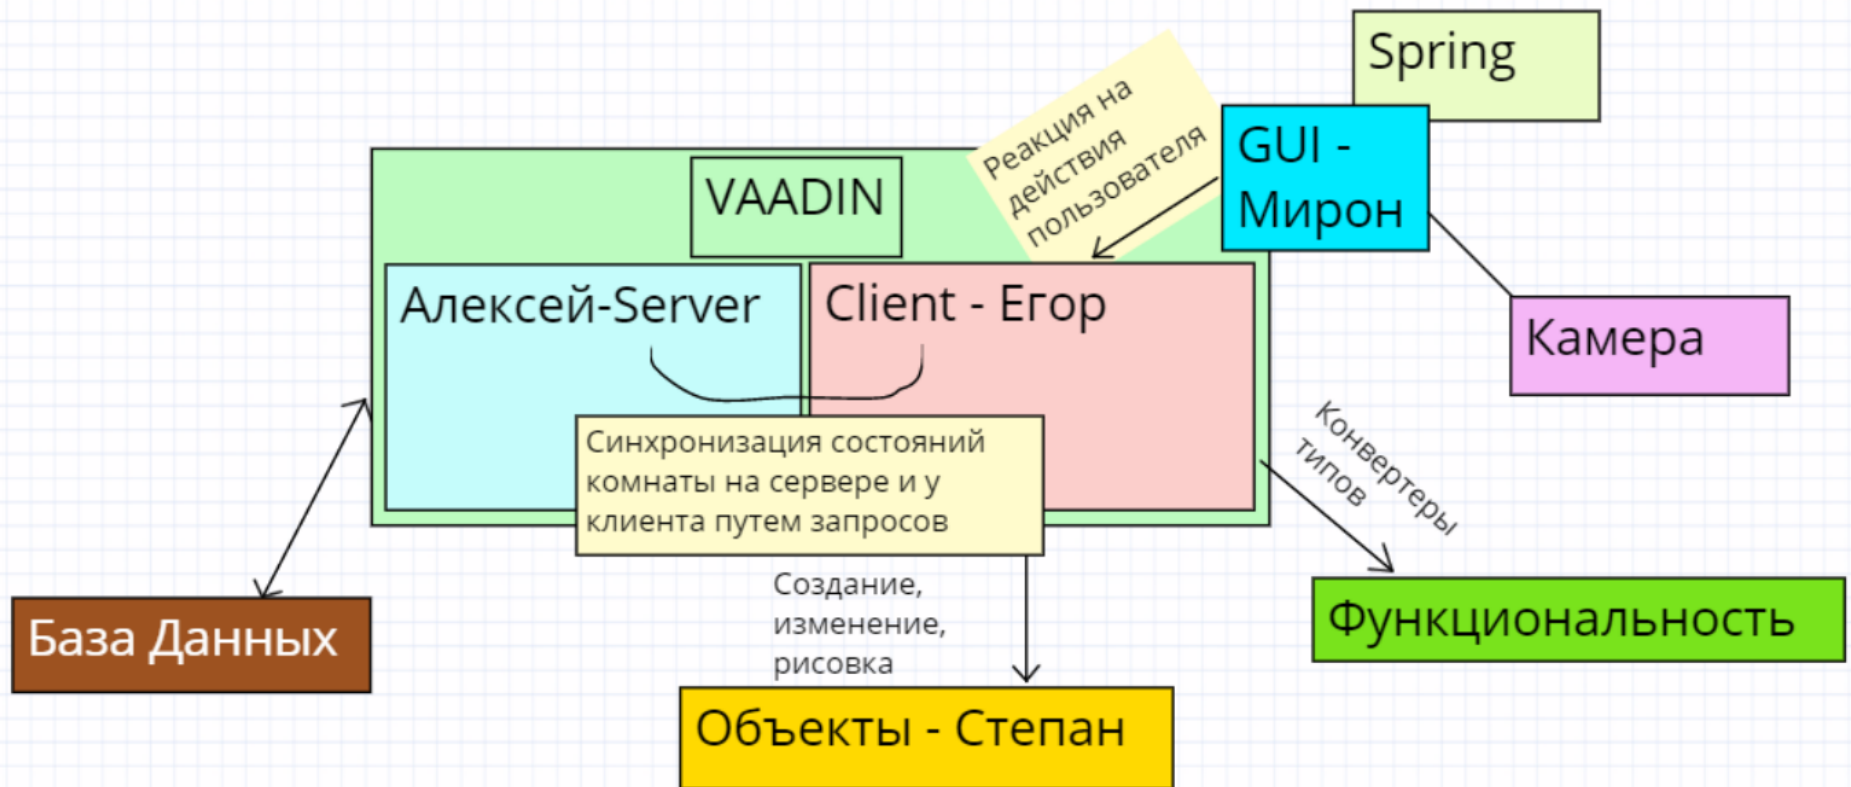 Spring
GUI -
Мирон
Реакция на
действия
пользователя
VAADIN
Алексей-Server
Client - Егор
Камера
Синхронизация состояний
комнаты на сервере и у
клиента путем запросов
Конвертеры
типов
База Данных
Создание,
изменение,
рисовка
Функциональность
Объекты - Степан